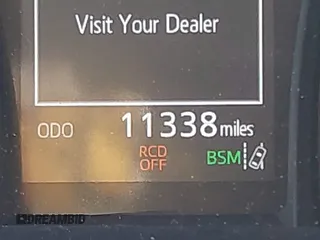 Visit Your Dealer
ODO 11338 miles
RCD
OFF
BSM
DREAMBID